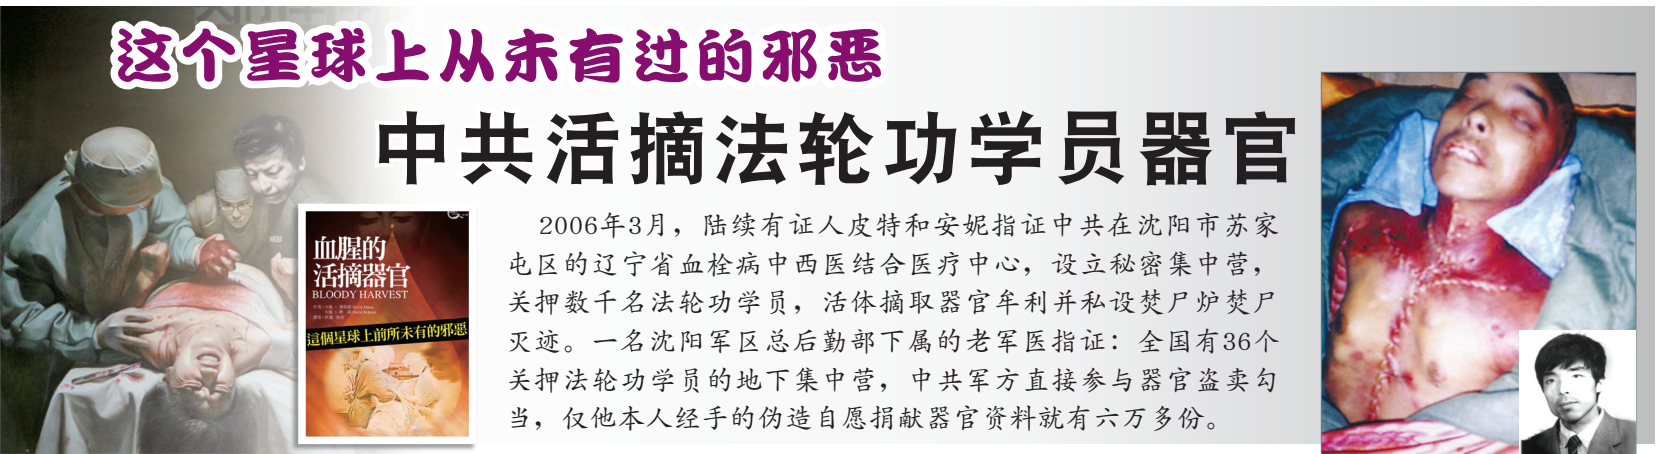 这个星球上从未有过的邪恶
中共活摘法轮功学员器官
血腥的
活摘器官
BLOODY HARVEST
這個星球上前所未有的邪惡
2006年3月，陆续有证人皮特和安妮指证中共在沈阳市苏家
屯区的辽宁省血栓病中西医结合医疗中心，设立秘密集中营，
关押数千名法轮功学员，活体摘取器官牟利并私设焚尸炉焚尸
灭迹。一名沈阳军区总后勤部下属的老军医指证：全国有36个
关押法轮功学员的地下集中营，中共军方直接参与器官盗卖勾
当，仅他本人经手的伪造自愿捐献器官资料就有六万多份。